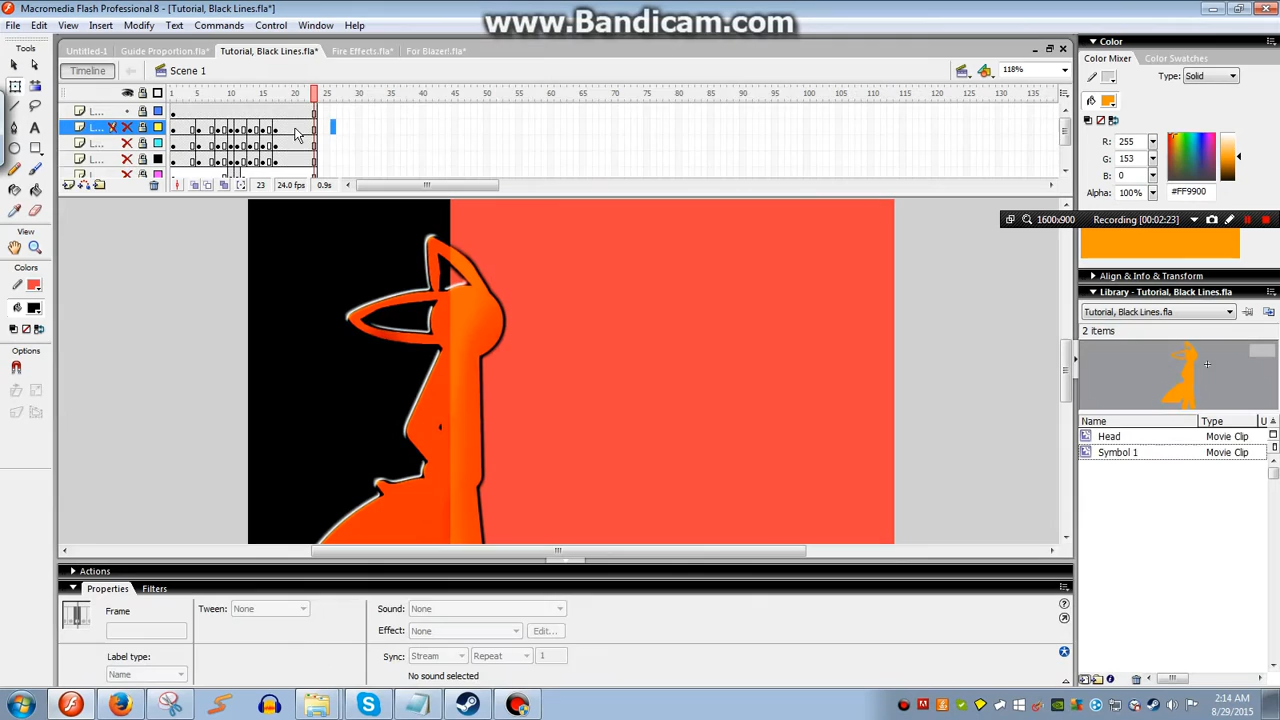 Macromedia Flash Professional 8 - [Tutorial, Black Lines.fla*]
www.Bandicam.com
File Edit View Insert Modify Text Commands Control Window Help
Tools
Untitled-1 Guide Proportion.fla* Tutorial, Black Lines.fla* Fire Effects.fla* For Blazer!.fla*
Timeline Scene 1 118%
1 5 10 15 20 25 30 35 40 45 50 55 60 65 70 75 80 85 90 95 100 105 110 115 120 125 130 135
L...
L...
L...
L...
L...
23 24.0 fps 0.9s
View
Colors
Options
Color
Color Mixer Color Swatches
Type: Solid
R: 255
G: 153
B: 0
Alpha: 100% #FF9900
1600x900 Recording [00:02:23]
Align & Info & Transform
Library - Tutorial, Black Lines.fla
Tutorial, Black Lines.fla
2 items
Name Type U
Head Movie Clip
Symbol 1 Movie Clip
Actions
Properties Filters
Frame Tween: None Sound: None
Effect: None Edit...
Label type: Sync: Stream Repeat 1
Name No sound selected
2:14 AM
8/29/2015